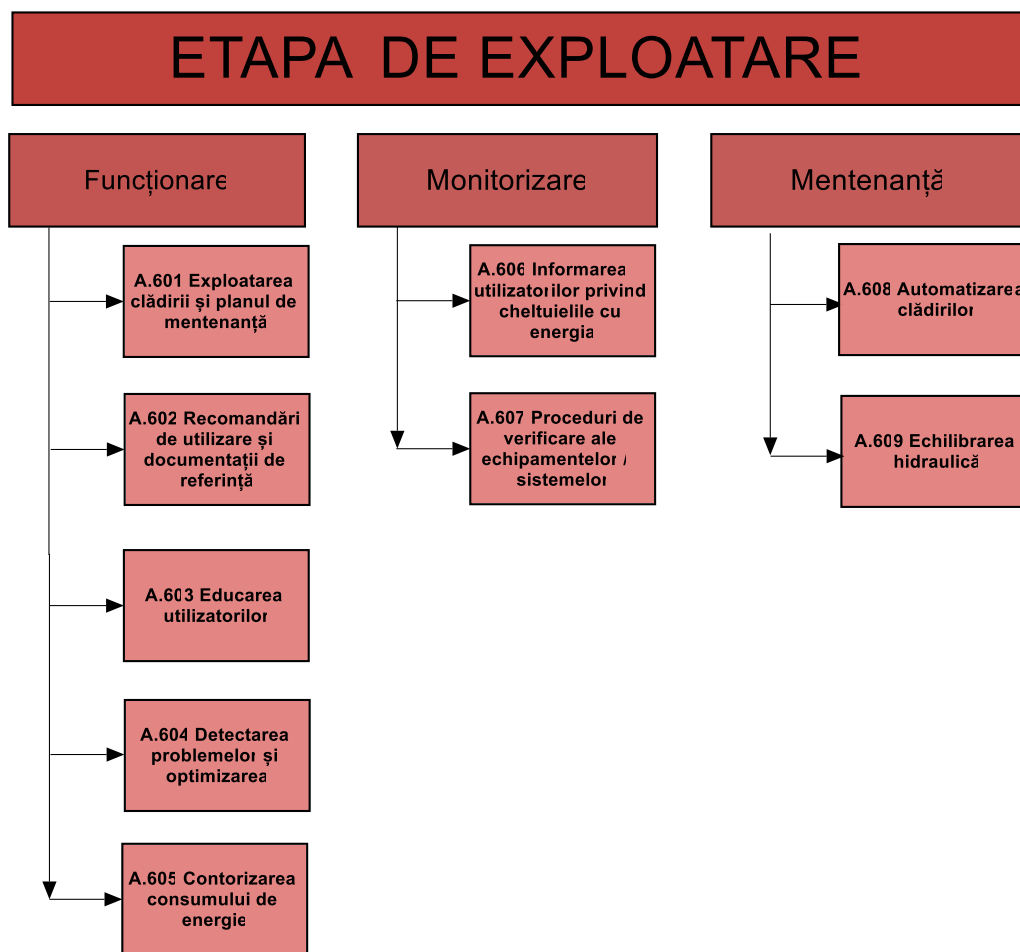 ETAPA DE EXPLOATARE
Funcționare
A.601 Exploatarea
clădirii și planul de
mentenanță
A.602 Recomandări
de utilizare și
documentații de
referință
A.603 Educarea
utilizatorilor
A.604 Detectarea
problemelor și
optimizarea
A.605 Contorizarea
consumului de
energie
Monitorizare
A.606 Informarea
utilizatorilor privind
cheltuielile cu
energia
A.607 Proceduri de
verificare ale
echipamentelor /
sistemelor
Mentenanță
A.608 Automatizarea
clădirilor
A.609 Echilibrarea
hidraulică